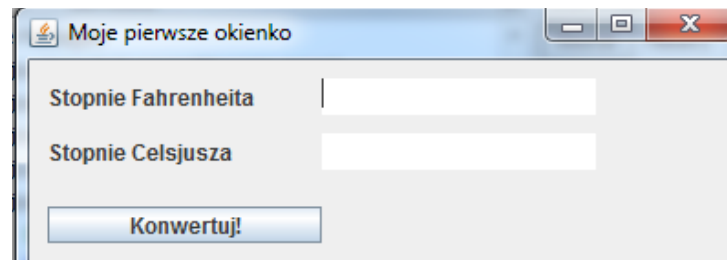 Moje pierwsze okienko
Stopnie Fahrenheita
Stopnie Celsjusza
Konwertuj!